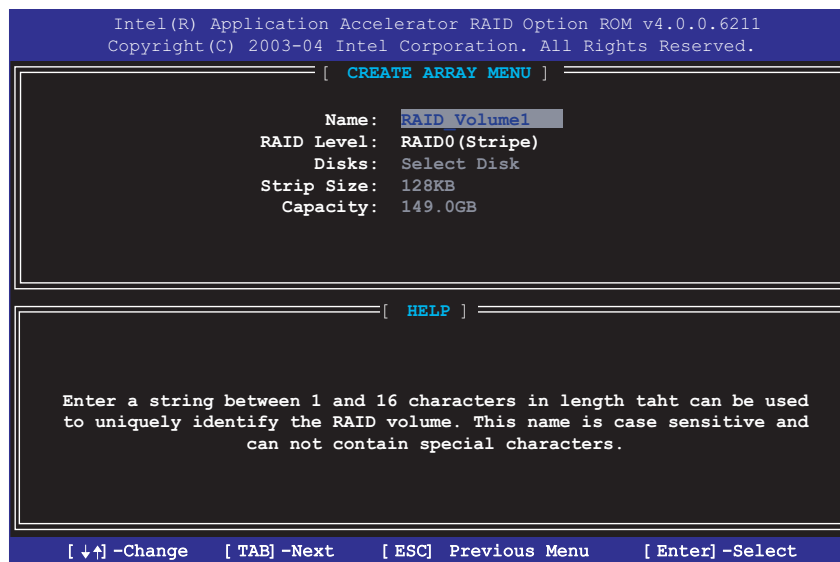 Intel(R) Application Accelerator RAID Option ROM v4.0.0.6211
Copyright(C) 2003-04 Intel Corporation. All Rights Reserved.
[ CREATE ARRAY MENU ]
Name: RAID_Volume1
RAID Level: RAID0(Stripe)
Disks: Select Disk
Strip Size: 128KB
Capacity: 149.0GB
[ HELP ]
Enter a string between 1 and 16 characters in length taht can be used
to uniquely identify the RAID volume. This name is case sensitive and
can not contain special characters.
[↓↑]-Change [TAB]-Next [ESC] Previous Menu [Enter]-Select